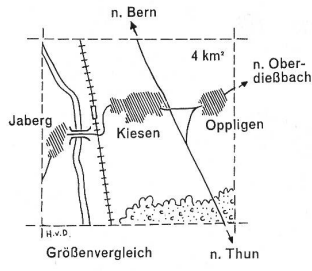 n. Bern
4 km²
n. Ober-
dießbach
Jaberg
Kiesen
Oppligen
H.v.D.
Größenvergleich
n. Thun